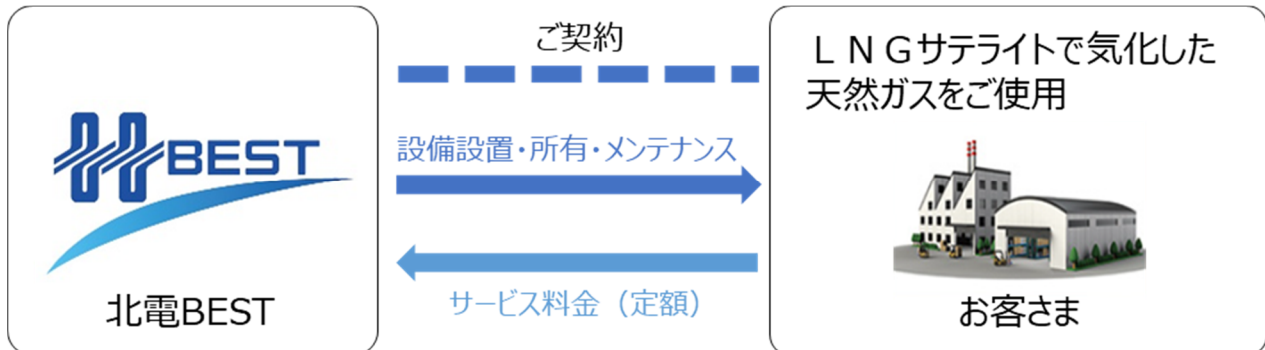 BEST
北電BEST
ご契約
設備設置・所有・メンテナンス
サービス料金（定額）
ＬＮＧサテライトで気化した
天然ガスをご使用
お客さま